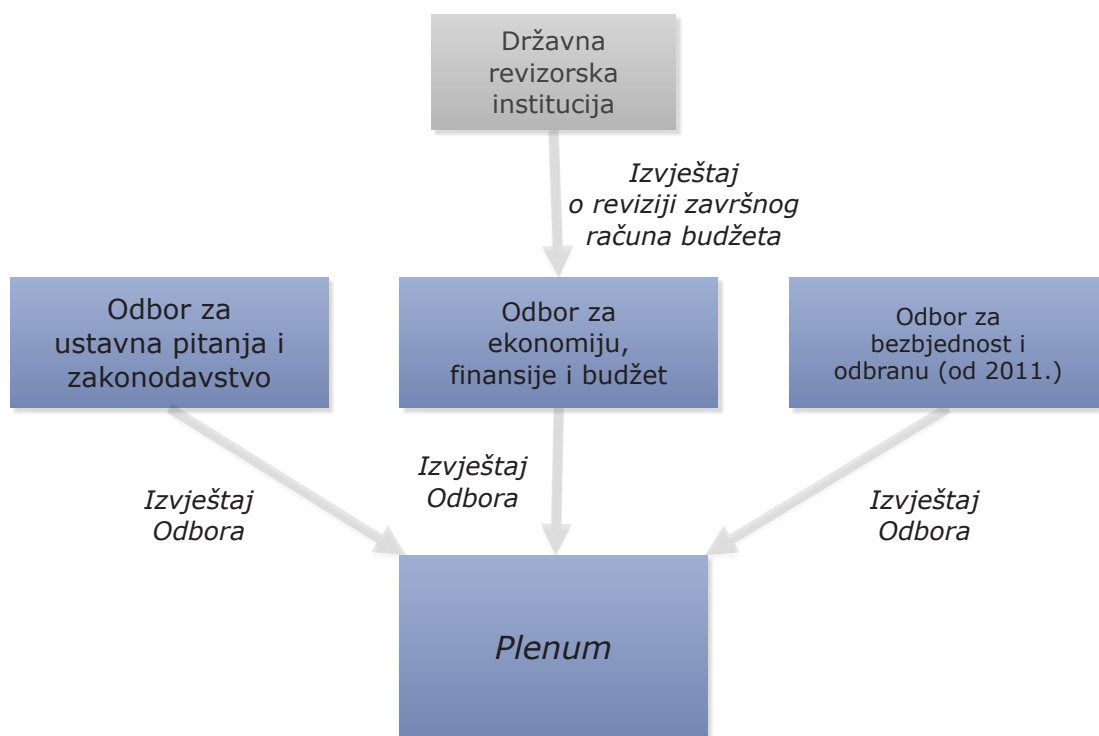 Državna
revizorska
institucija
Izvještaj
o reviziji završnog
računa budžeta
Odbor za
ustavna pitanja i
zakonodavstvo
Odbor za
ekonomiju,
finansije i budžet
Odbor za
bezbjednost i
odbranu (od 2011.)
Izvještaj
Odbora
Izvještaj
Odbora
Izvještaj
Odbora
Plenum